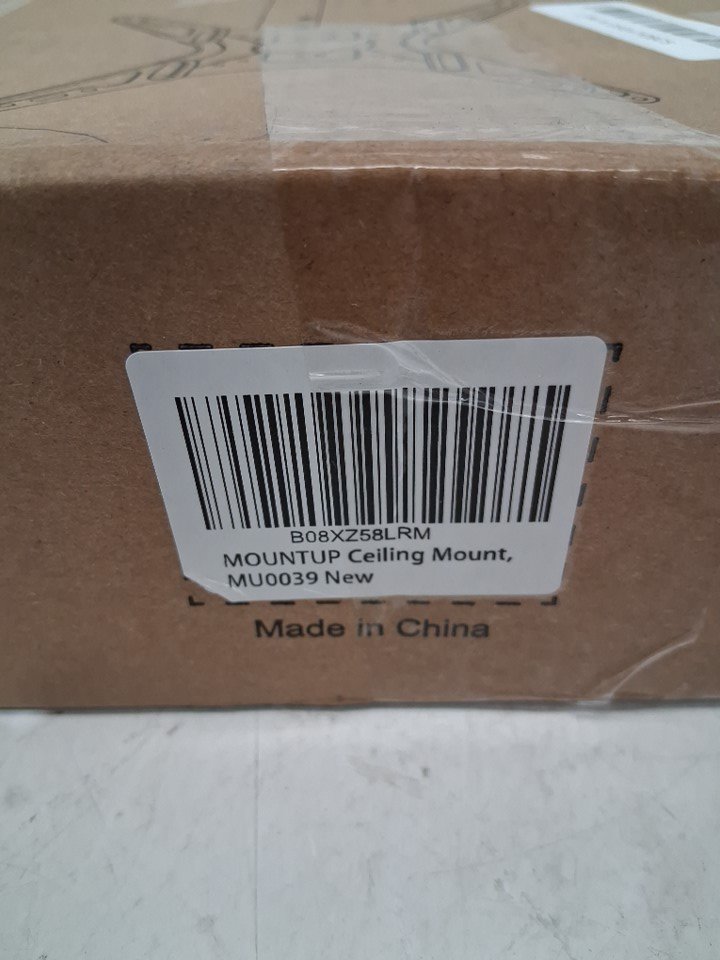 B08XZ58LRM
MOUNTUP Ceiling Mount,
MU0039 New
Made in China